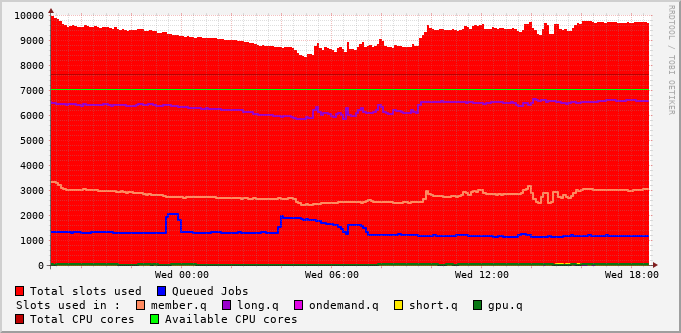 10000
9000
8000
7000
6000
5000
4000
3000
2000
1000
0
Wed 00:00 Wed 06:00 Wed 12:00 Wed 18:00
Total slots used Queued Jobs
Slots used in : member.q long.q ondemand.q short.q gpu.q
Total CPU cores Available CPU cores
RRDTOOL / TOBI OETIKER